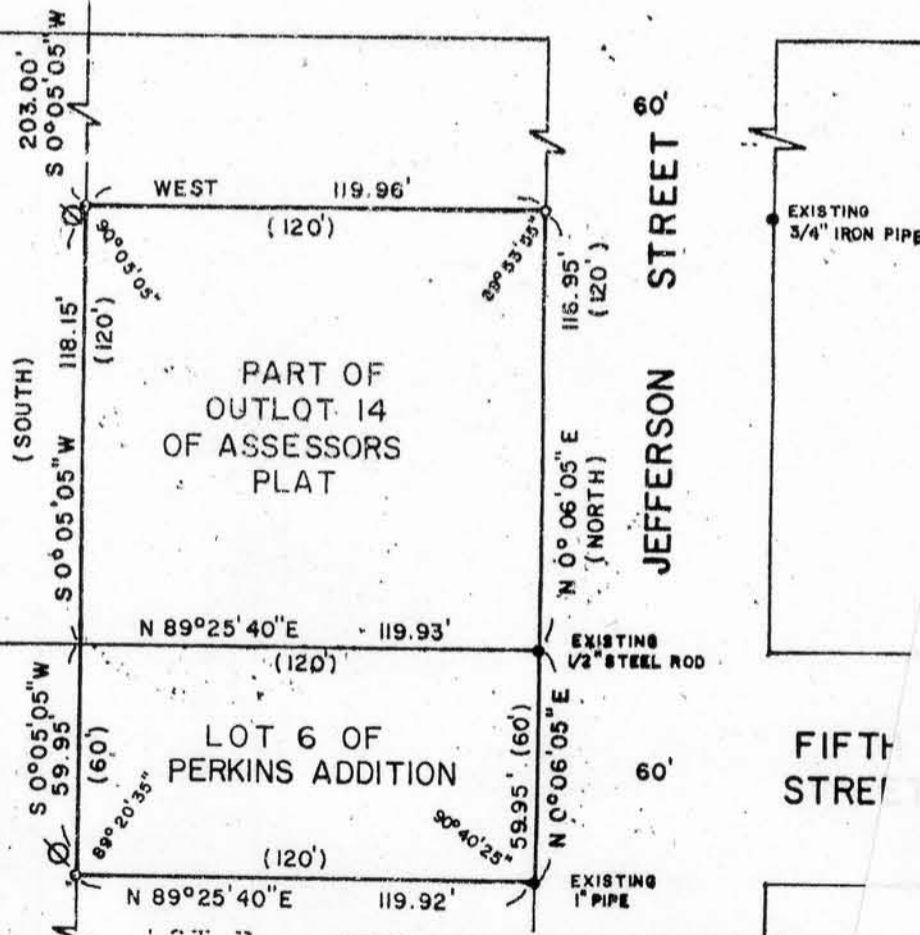 203.00'
S 0°05'05" W
60'
WEST 119.96'
(120')
Ø
90°05'05"
89°53'55"
EXISTING
3/4" IRON PIPE
118.15'
(120')
116.95'
(120')
(SOUTH)
S 0°05'05" W
PART OF
OUTLOT 14
OF ASSESSORS
PLAT
N 0°06'05" E
(NORTH)
JEFFERSON STREET
N 89°25'40"E 119.93'
(120')
EXISTING
1/2" STEEL ROD
S 0°05'05"W
59.95'
(60')
LOT 6 OF
PERKINS ADDITION
59.95' (60')
N 0°06'05" E
60'
FIFTH
STREET
Ø
89°20'35"
90°40'25"
(120')
N 89°25'40"E 119.92'
EXISTING
1" PIPE